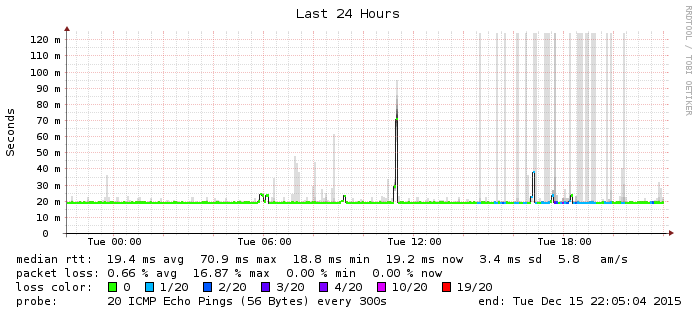 Last 24 Hours
RRDTOOL / TOBI OETIKER
Seconds
120 m
110 m
100 m
90 m
80 m
70 m
60 m
50 m
40 m
30 m
20 m
10 m
0
Tue 00:00 Tue 06:00 Tue 12:00 Tue 18:00
median rtt: 19.4 ms avg 70.9 ms max 18.8 ms min 19.2 ms now 3.4 ms sd 5.8 am/s
packet loss: 0.66 % avg 16.87 % max 0.00 % min 0.00 % now
loss color: 0 1/20 2/20 3/20 4/20 10/20 19/20
probe: 20 ICMP Echo Pings (56 Bytes) every 300s end: Tue Dec 15 22:05:04 2015